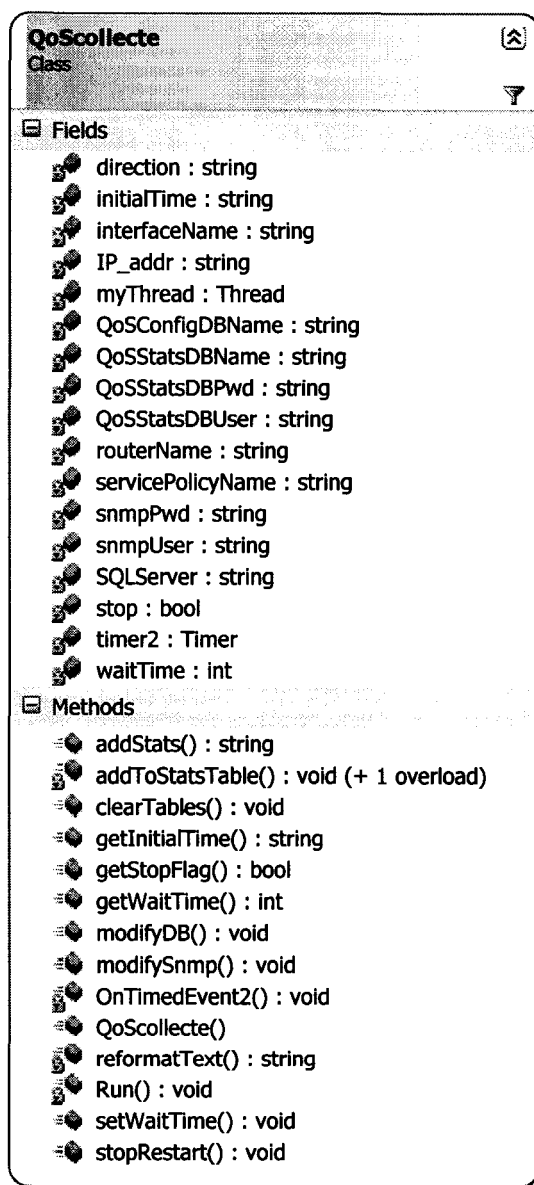 QoScollecte
Class
Fields
direction : string
initialTime : string
interfaceName : string
IP_addr : string
myThread : Thread
QoSConfigDBName : string
QoSStatsDBName : string
QoSStatsDBPwd : string
QoSStatsDBUser : string
routerName : string
servicePolicyName : string
snmpPwd : string
snmpUser : string
SQLServer : string
stop : bool
timer2 : Timer
waitTime : int
Methods
addStats() : string
addToStatsTable() : void (+ 1 overload)
clearTables() : void
getInitialTime() : string
getStopFlag() : bool
getWaitTime() : int
modifyDB() : void
modifySnmp() : void
OnTimedEvent2() : void
QoScollecte()
reformatText() : string
Run() : void
setWaitTime() : void
stopRestart() : void